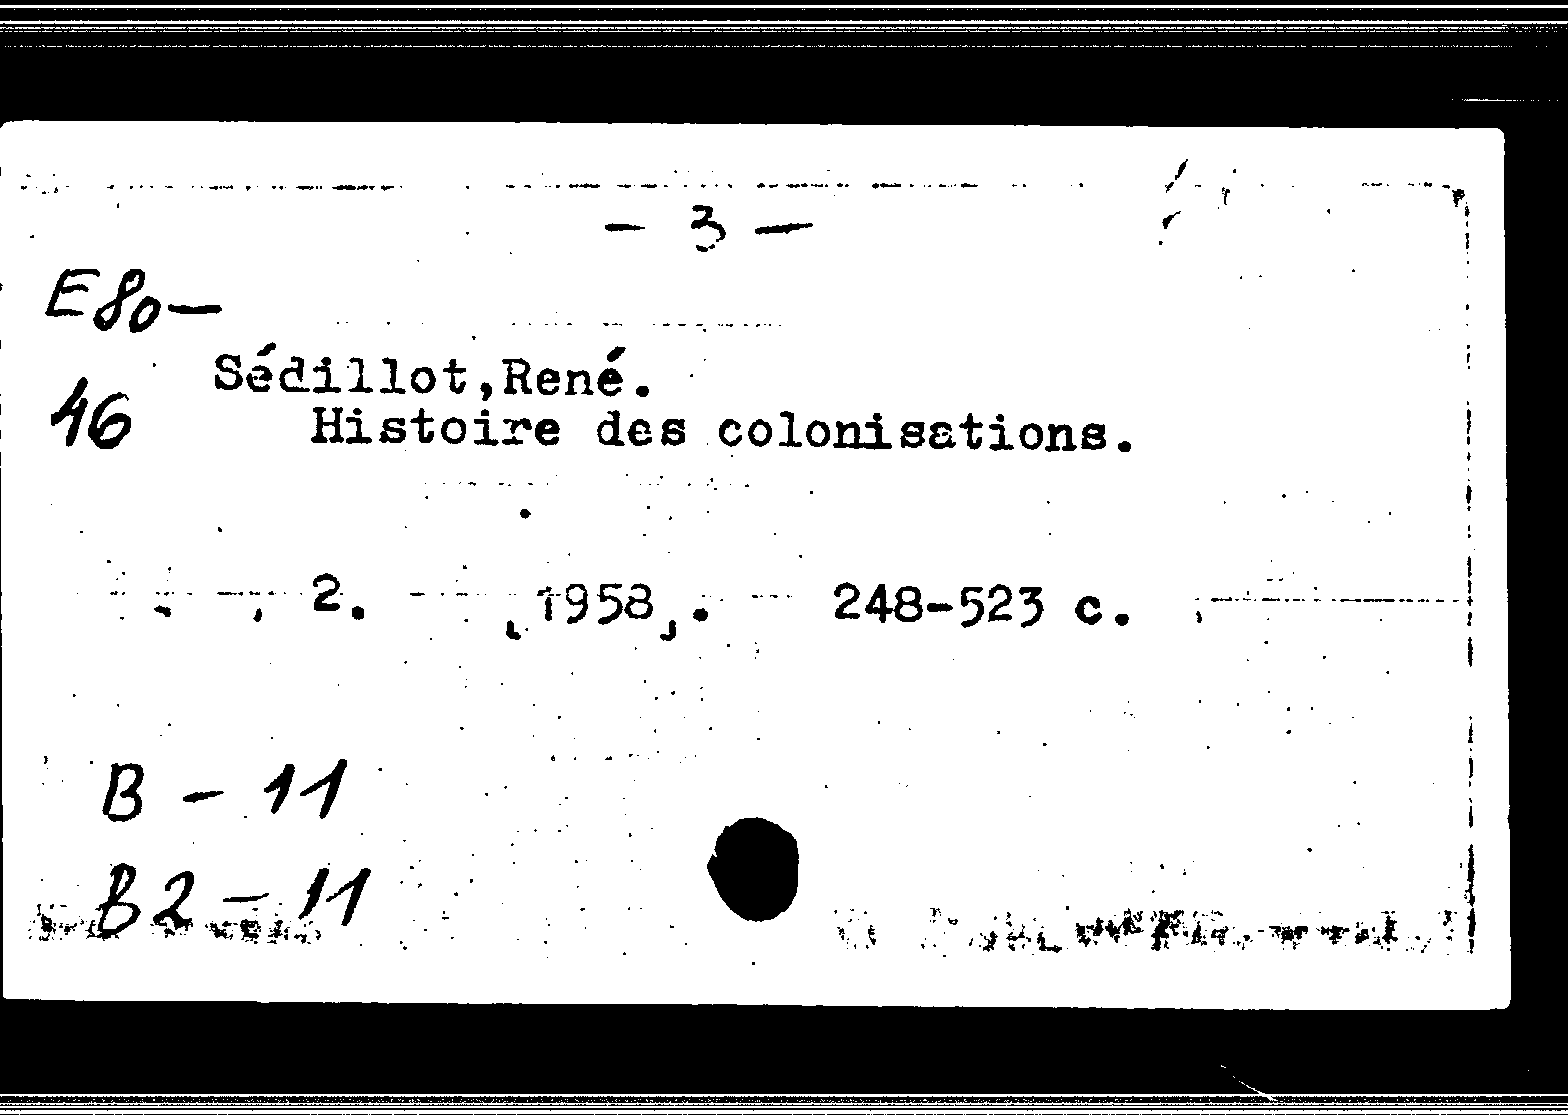 - 3 -
E80-
46
Sédillot,René.
Histoire des colonisations.
2. [1958]. 248-523 c.
B - 11
B2 - 11